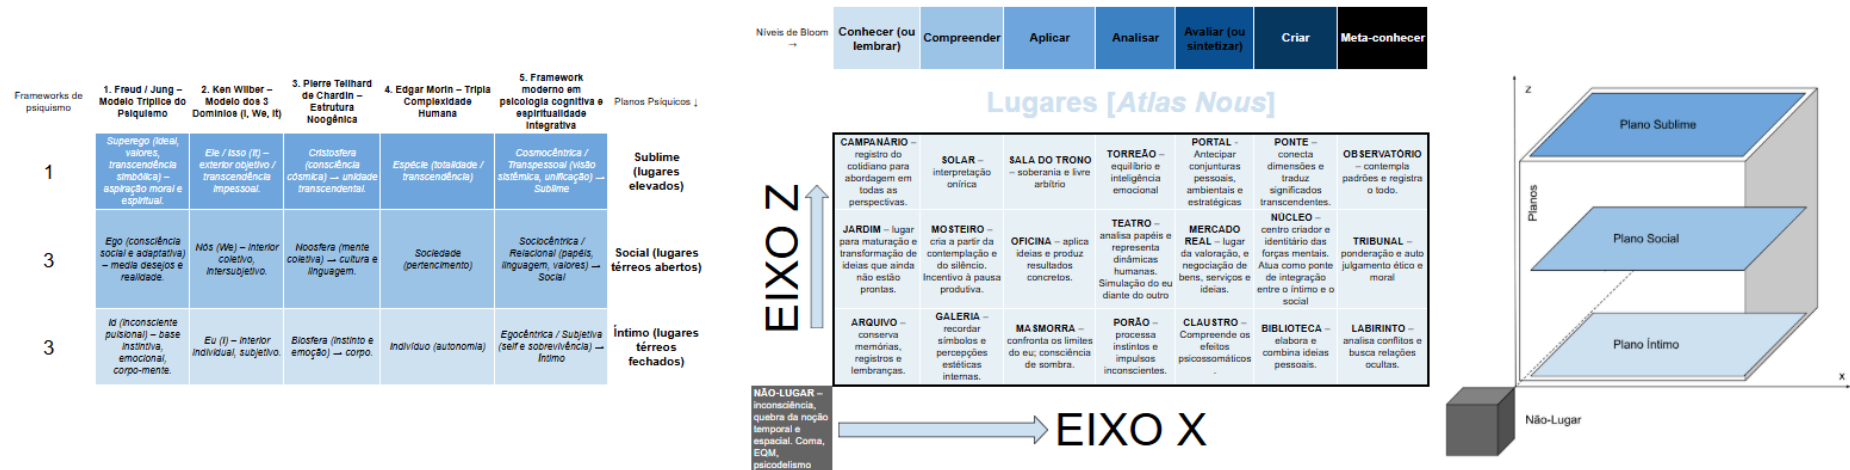 Frameworks de
psiquismo
1. Freud / Jung –
Modelo Tríplice do
Psiquismo
2. Ken Wilber –
Modelo dos 3
Domínios (I, We, It)
3. Pierre Teilhard
de Chardin –
Estrutura
Noogênica
4. Edgar Morin – Tripla
Complexidade
Humana
5. Framework
moderno em
psicologia cognitiva e
espiritualidade
integrativa
Planos Psíquicos ↓
1
Superego (ideal,
valores,
transcendência
simbólica) –
aspiração moral e
espiritual.
Ele / Isso (It) –
exterior objetivo /
transcendência
impessoal.
Cristosfera
(consciência
cósmica) → unidade
transcendental.
Espécie (totalidade /
transcendência)
Cosmocêntrica /
Transpessoal (visão
sistêmica, unificação) →
Sublime
Sublime
(lugares
elevados)
3
Ego (consciência
social e adaptativa)
– media desejos e
realidade.
Nós (We) – interior
coletivo,
intersubjetivo.
Noosfera (mente
coletiva) → cultura e
linguagem.
Sociedade
(pertencimento)
Sociocêntrica /
Relacional (papéis,
linguagem, valores) →
Social
Social (lugares
térreos abertos)
3
Id (inconsciente
pulsional) – base
instintiva,
emocional,
corpo-mente.
Eu (I) – interior
individual, subjetivo.
Biosfera (instinto e
emoção) → corpo.
Indivíduo (autonomia)
Egocêntrica / Subjetiva
(self e sobrevivência) →
Íntimo
Íntimo (lugares
térreos
fechados)
Níveis de Bloom
→
Conhecer (ou
lembrar)
Compreender
Aplicar
Analisar
Avaliar (ou
sintetizar)
Criar
Meta-conhecer
Lugares [Atlas Nous]
EIXO Z
CAMPANÁRIO –
registro do
cotidiano para
abordagem em
todas as
perspectivas.
SOLAR –
interpretação
onírica
SALA DO TRONO
– soberania e livre
arbítrio
TORREÃO –
equilíbrio e
inteligência
emocional
PORTAL -
Antecipar
conjunturas
pessoais,
ambientais e
estratégicas
PONTE –
conecta
dimensões e
traduz
significados
transcendentes.
OBSERVATÓRIO
– contempla
padrões e registra
o todo.
JARDIM – lugar
para maturação e
transformação de
ideias que ainda
não estão
prontas.
MOSTEIRO –
cria a partir da
contemplação e
do silêncio.
Incentivo à pausa
produtiva.
OFICINA – aplica
ideias e produz
resultados
concretos.
TEATRO –
analisa papéis e
representa
dinâmicas
humanas.
Simulação do eu
diante do outro
MERCADO
REAL – lugar
da valoração, e
negociação de
bens, serviços e
ideias.
NÚCLEO –
centro criador e
identitário das
forças mentais.
Atua como ponte
de integração
entre o íntimo e o
social
TRIBUNAL –
ponderação e auto
julgamento ético e
moral
ARQUIVO –
conserva
memórias,
registros e
lembranças.
GALERIA –
recordar
símbolos e
percepções
estéticas
internas.
MASMORRA –
confronta os limites
do eu; consciência
de sombra.
PORÃO –
processa
instintos e
impulsos
inconscientes.
CLAUSTRO –
Compreende os
efeitos
psicossomáticos
.
BIBLIOTECA –
elabora e
combina ideias
pessoais.
LABIRINTO –
analisa conflitos e
busca relações
ocultas.
NÃO-LUGAR –
inconsciência,
quebra da noção
temporal e
espacial. Coma,
EQM,
psicodelismo
EIXO X
z
Planos
Plano Sublime
Plano Social
Plano Íntimo
x
Não-Lugar